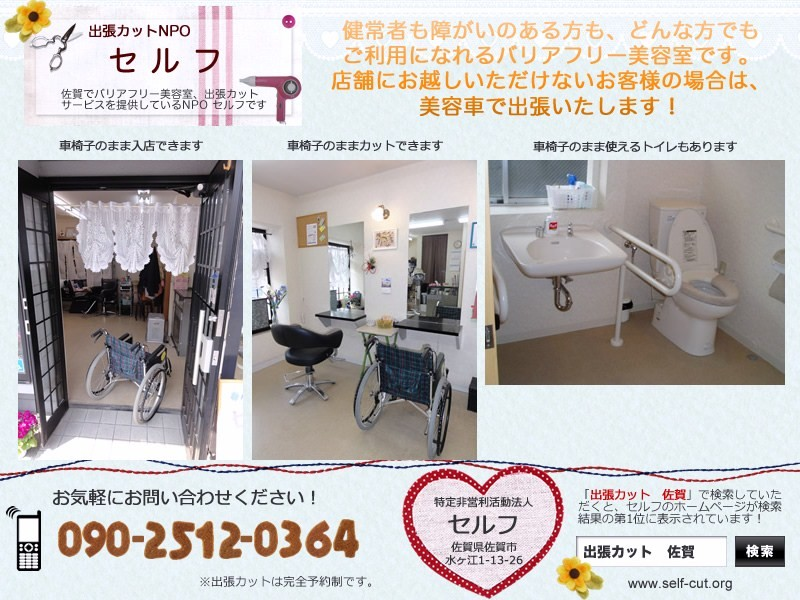 出張カットNPO
セルフ
佐賀でバリアフリー美容室、出張カット
サービスを提供しているNPO セルフです
健常者も障がいのある方も、どんな方でも
ご利用になれるバリアフリー美容室です。
店舗にお越しいただけないお客様の場合は、
美容車で出張いたします！
車椅子のまま入店できます
車椅子のままカットできます
車椅子のまま使えるトイレもあります
お気軽にお問い合わせください！
090-2512-0364
※出張カットは完全予約制です。
特定非営利活動法人
セルフ
佐賀県佐賀市
水ヶ江1-13-26
「出張カット　佐賀」で検索していた
だくと、セルフのホームページが検索
結果の第1位に表示されています！
出張カット　佐賀
検索
www.self-cut.org